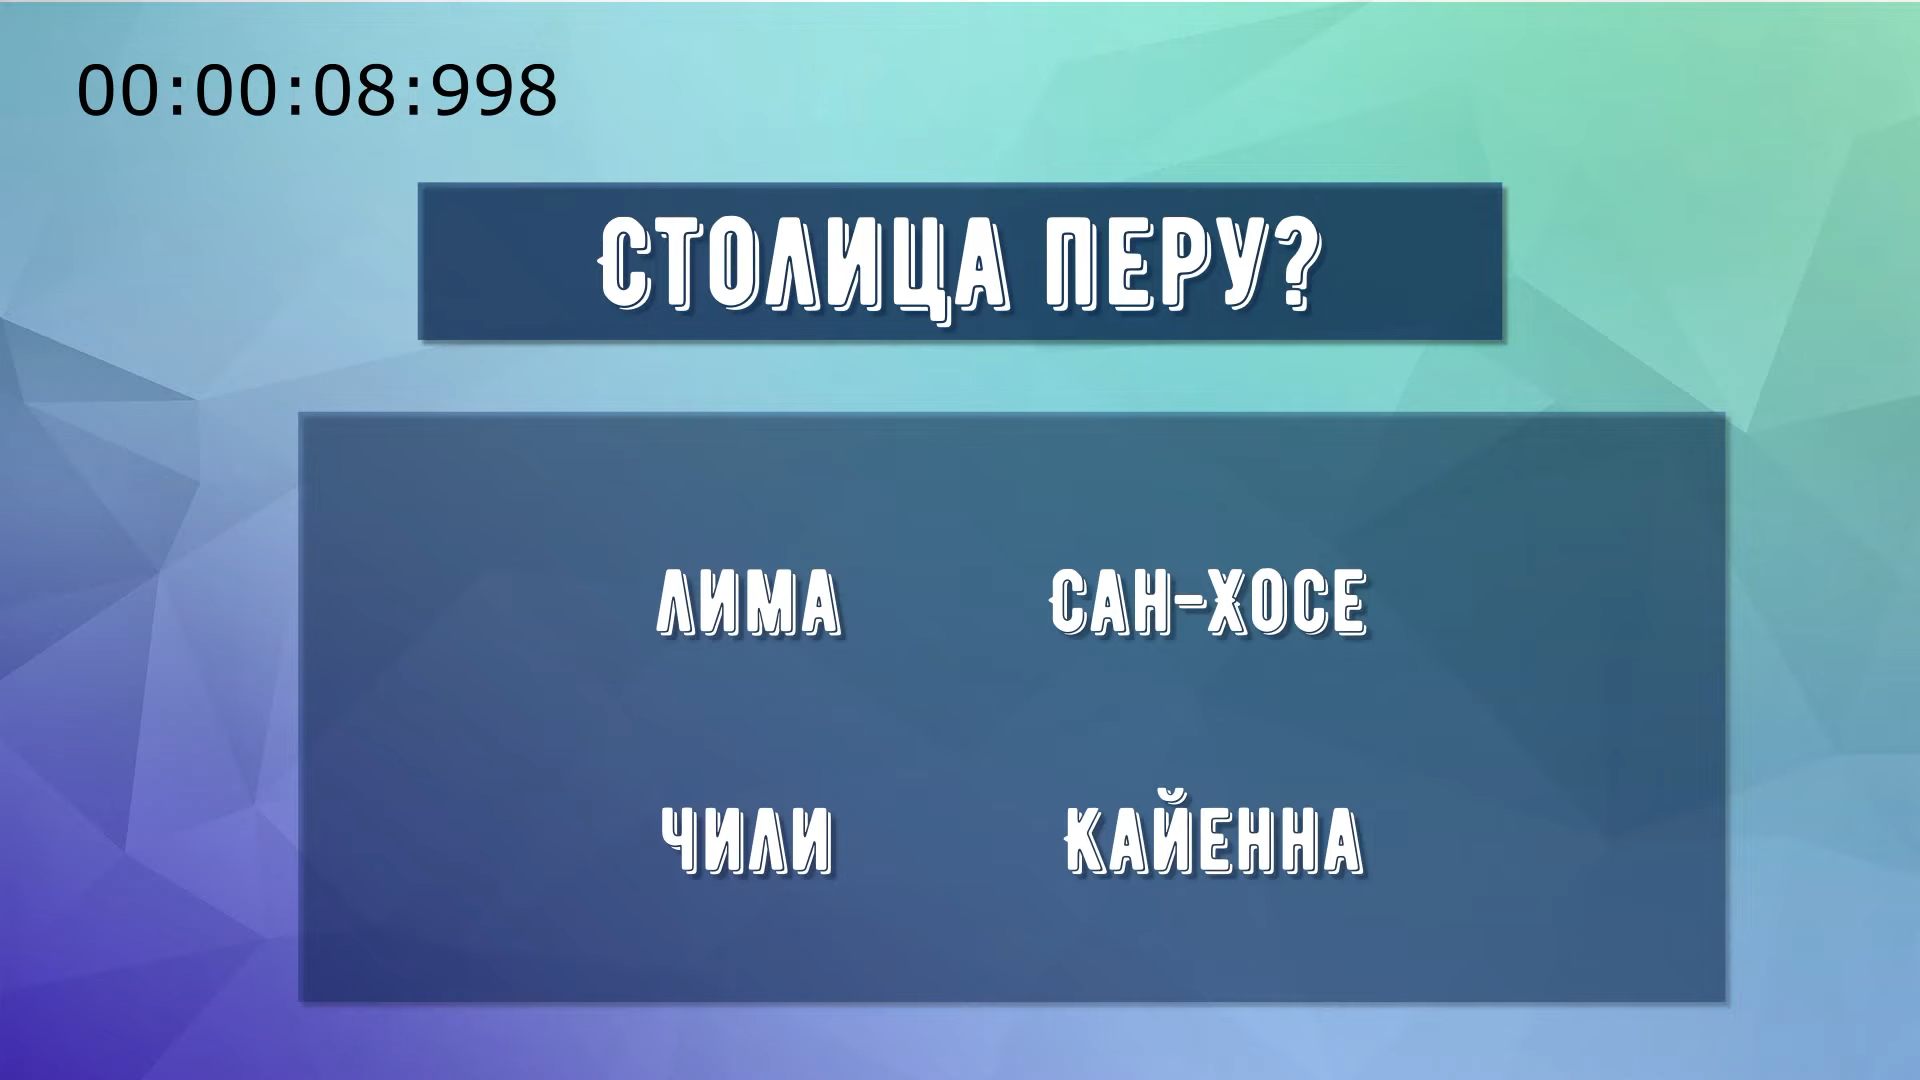 00:00:08:998
СТОЛИЦА ПЕРУ?
ЛИМА
САН-ХОСЕ
ЧИЛИ
КАЙЕННА